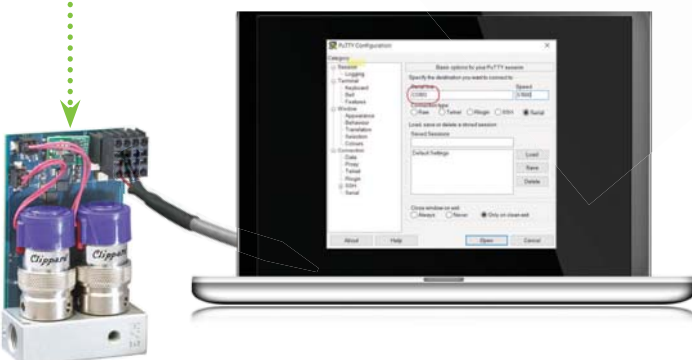 PuTTY Configuration
Category:
Session
Logging
Terminal
Keyboard
Bell
Features
Window
Appearance
Behaviour
Translation
Selection
Colours
Connection
Data
Proxy
Telnet
Rlogin
SSH
Serial
Basic options for your PuTTY session
Specify the destination you want to connect to
Serial line Speed
Connection type:
Raw Telnet Rlogin SSH Serial
Load, save or delete a stored session
Saved Sessions
Default Settings
Load
Save
Delete
Close window on exit:
Always Never Only on clean exit
About Help Open Cancel
Clippard
Clippard